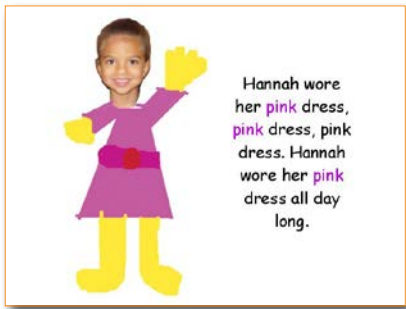 Hannah wore
her pink dress,
pink dress, pink
dress. Hannah
wore her pink
dress all day
long.